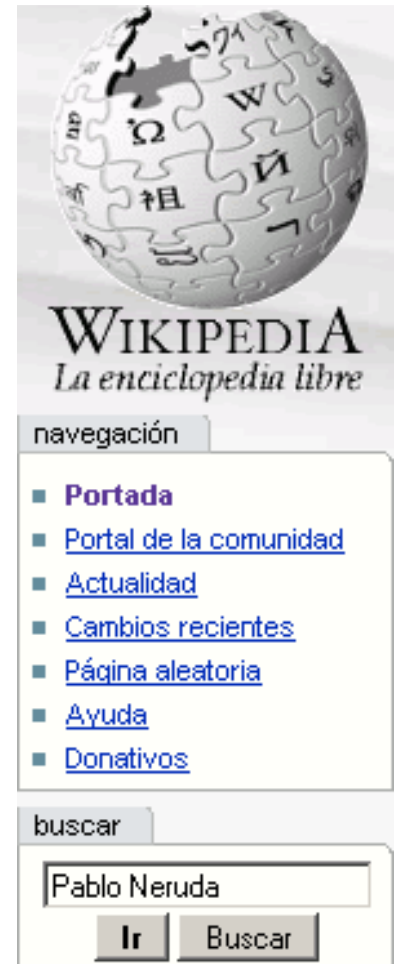 Ω W И 祖
WIKIPEDIA
La enciclopedia libre
navegación
Portada
Portal de la comunidad
Actualidad
Cambios recientes
Página aleatoria
Ayuda
Donativos
buscar
Pablo Neruda
Ir Buscar